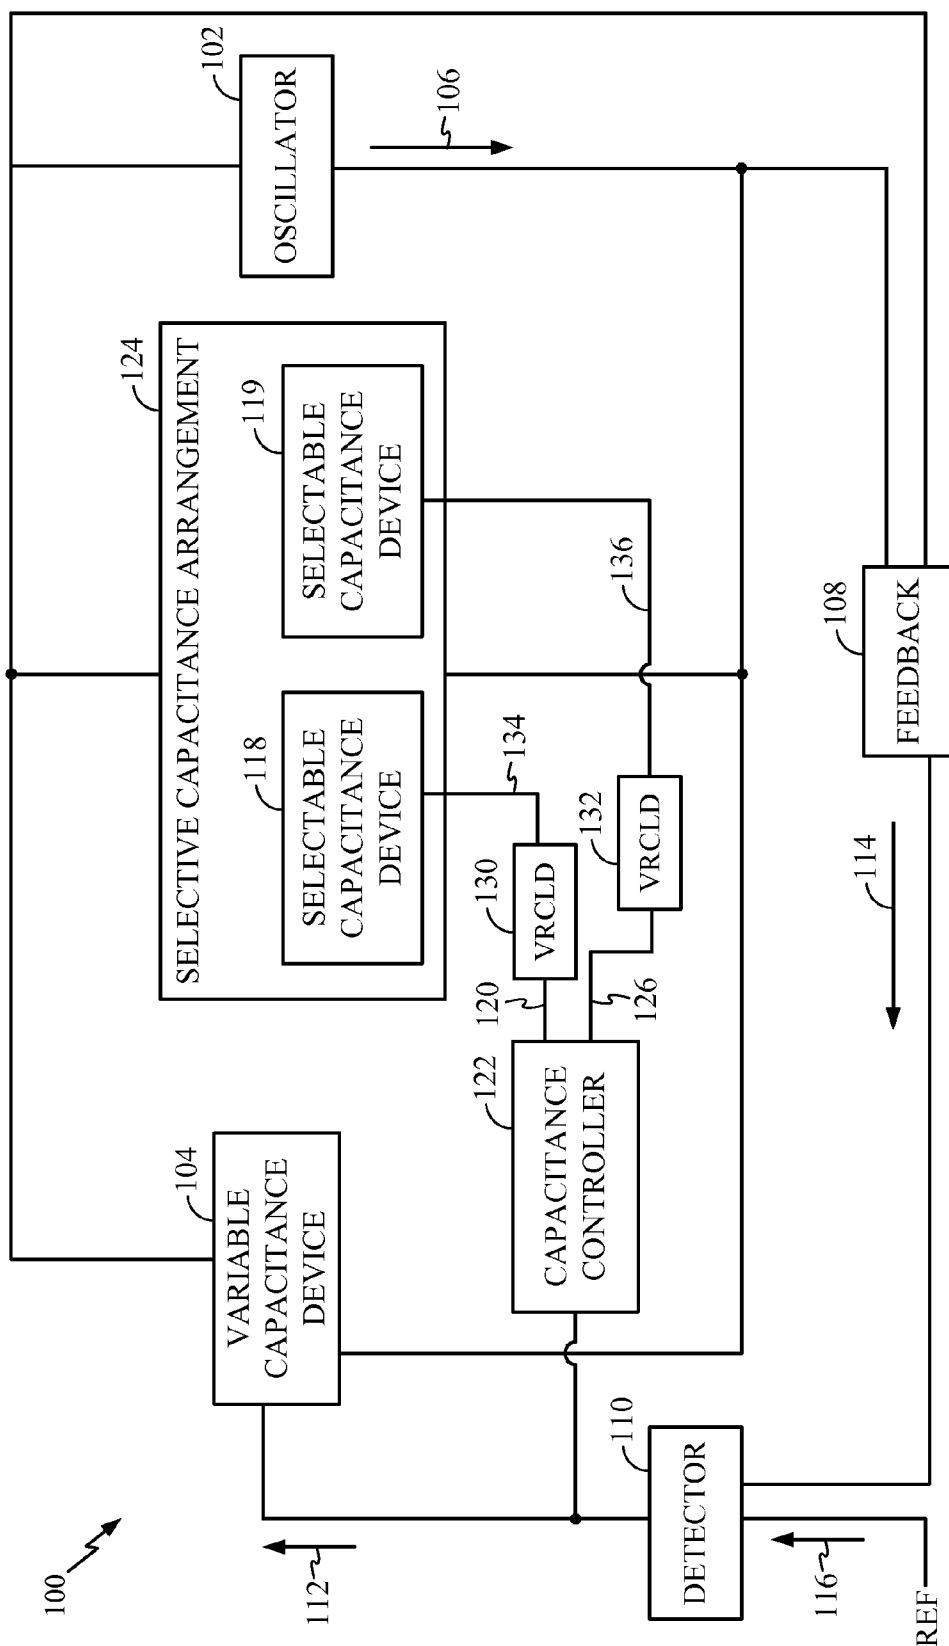 100
112
116
REF
DETECTOR
110
VARIABLE
CAPACITANCE
DEVICE
104
CAPACITANCE
CONTROLLER
122
120
126
VRCLD
130
VRCLD
132
134
136
SELECTIVE CAPACITANCE ARRANGEMENT
124
SELECTABLE
CAPACITANCE
DEVICE
118
SELECTABLE
CAPACITANCE
DEVICE
119
OSCILLATOR
102
106
FEEDBACK
108
114